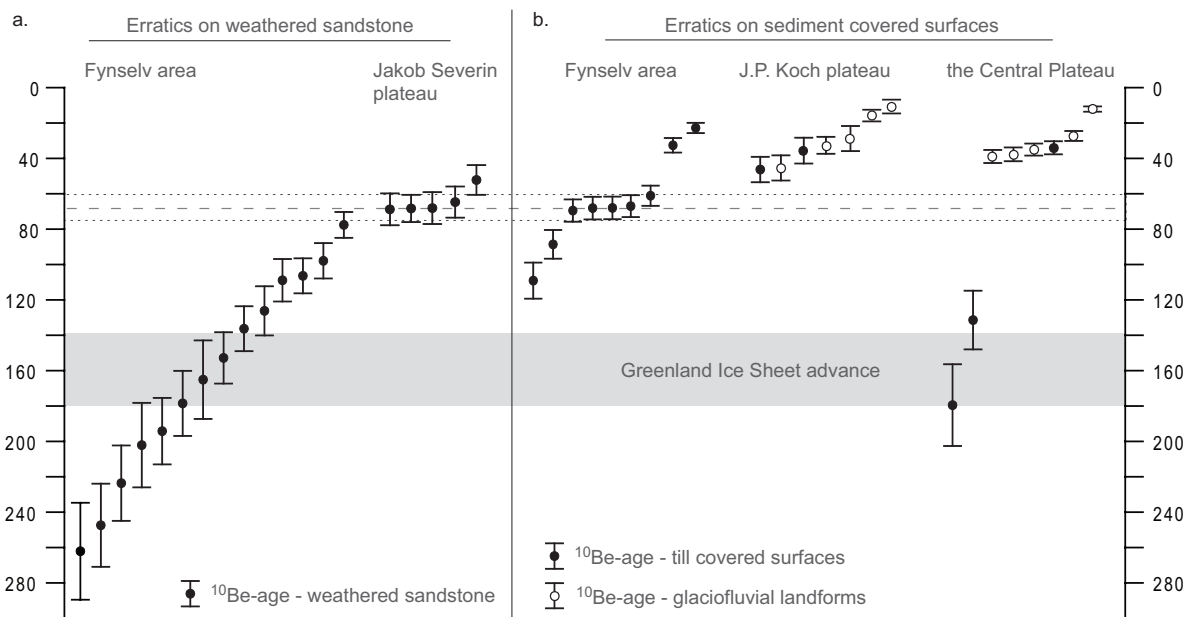 a.
Erratics on weathered sandstone
Fynselv area
Jakob Severin
plateau
b.
Erratics on sediment covered surfaces
Fynselv area
J.P. Koch plateau
the Central Plateau
0
40
80
120
160
200
240
280
0
40
80
120
160
200
240
280
Greenland Ice Sheet advance
¹⁰Be-age - weathered sandstone
¹⁰Be-age - till covered surfaces
¹⁰Be-age - glaciofluvial landforms